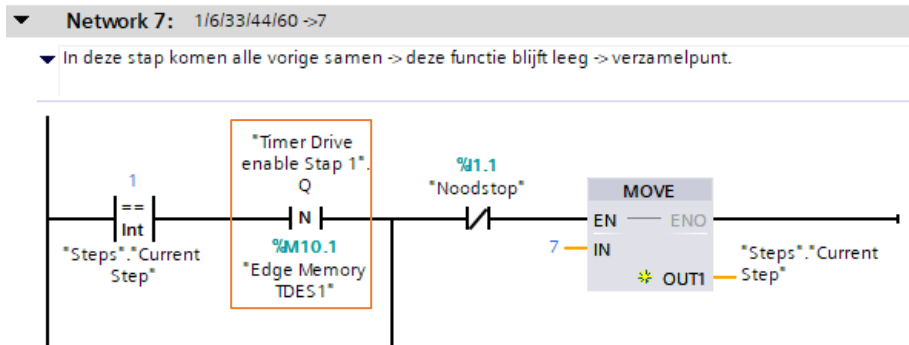 Network 7: 1/6/33/44/60 ->7
In deze stap komen alle vorige samen -> deze functie blijft leeg -> verzamelpunt.
"Timer Drive
enable Stap 1".
Q
N
%M10.1
"Edge Memory
TDES1"
1
==
Int
"Steps"."Current
Step"
%I1.1
"Noodstop"
MOVE
EN ENO
7 IN
OUT1
"Steps"."Current
Step"